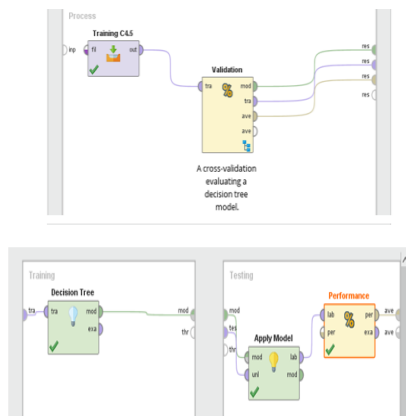 Process
Training C4.5
inp
fil
out
res
res
res
res
Validation
tra
mod
tra
ave
ave
A cross-validation
evaluating a
decision tree
model.
Training
Decision Tree
tra
tra
mod
exa
mod
thr
Testing
Performance
mod
tes
thr
lab
per
per
exa
ave
ave
Apply Model
mod
lab
unl
mod